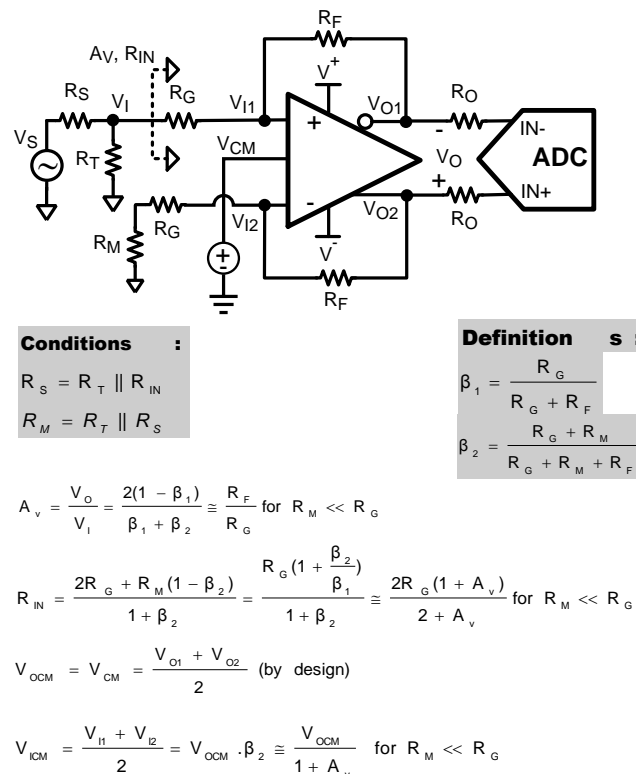 R_F
A_V, R_IN
V^+
R_S V_I R_G V_I1 V_O1 R_O
V_S + - IN-
R_T V_CM V_O ADC
- + IN+
R_G V_I2 V_O2 R_O
R_M V^-
+
-
R_F
Conditions :
R_S = R_T || R_IN
R_M = R_T || R_S
Definition s :
β_1 = R_G / (R_G + R_F)
β_2 = (R_G + R_M) / (R_G + R_M + R_F)
A_v = V_O / V_I = 2(1 - β_1) / (β_1 + β_2) ≅ R_F / R_G for R_M << R_G
R_IN = (2R_G + R_M(1 - β_2)) / (1 + β_2) = R_G(1 + β_2 / β_1) / (1 + β_2) ≅ 2R_G(1 + A_v) / (2 + A_v) for R_M << R_G
V_OCM = V_CM = (V_O1 + V_O2) / 2 (by design)
V_ICM = (V_I1 + V_I2) / 2 = V_OCM .β_2 ≅ V_OCM / (1 + A_v) for R_M << R_G